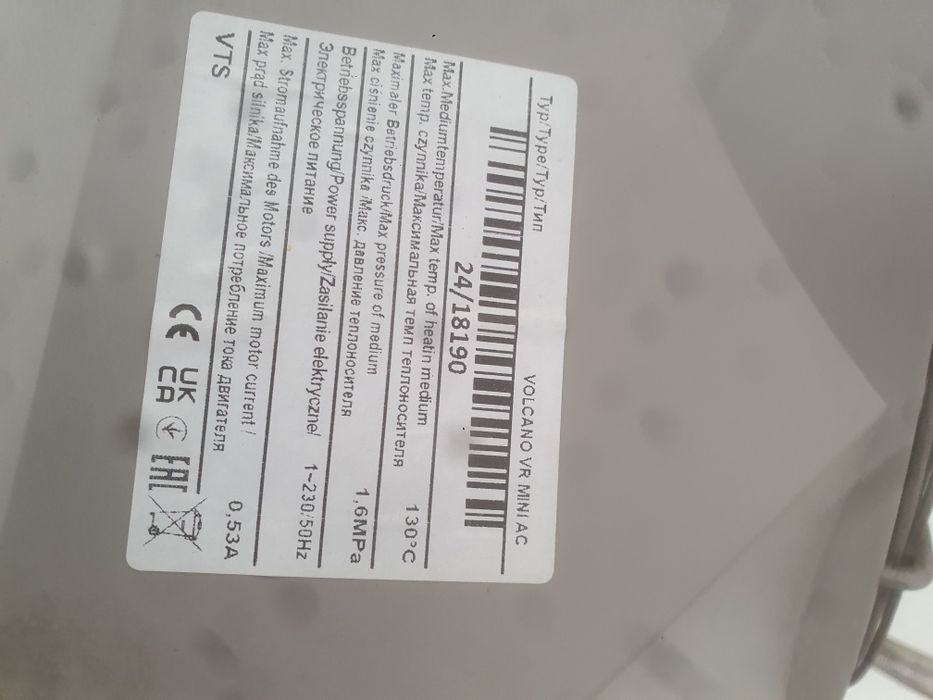 Typ/Type/Typ/Тип VOLCANO VR MINI AC
24/18190
Max.Mediumtemperatur/Max temp. of heatin medium
Max temp. czynnika/Максимальная темп теплоносителя 130°C
Maximaler Betriebsdruck/Max pressure of medium
Max ciśnienie czynnika /Макс. давление теплоносителя 1,6MPa
Betriebsspannung/Power supply/Zasilanie elektryczne/
Электрическое питание 1~230/50Hz
Max. Stromaufnahme des Motors /Maximum motor current /
Max prąd silnika/Максимальное потребление тока двигателя 0,53A
VTS CE UK CA EAC